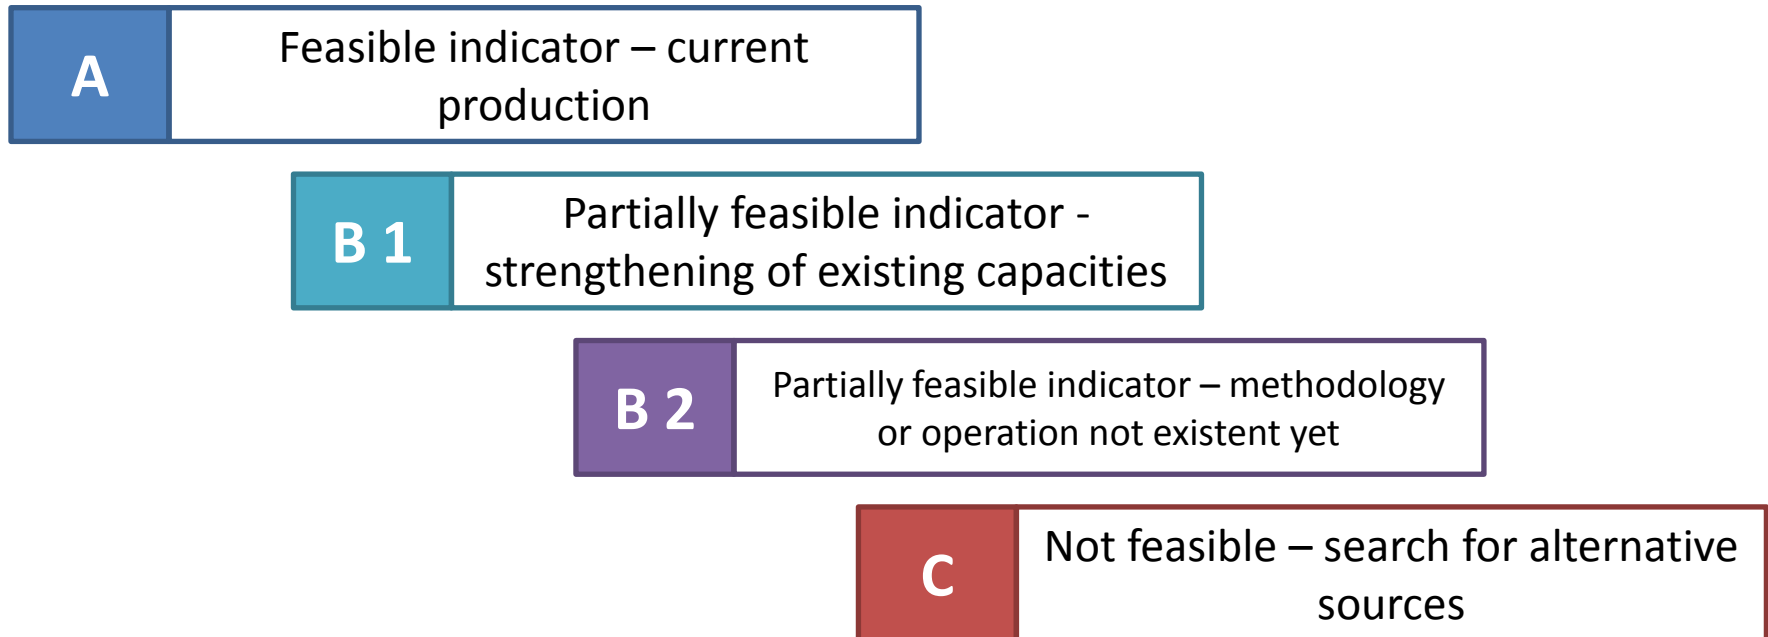 A
Feasible indicator – current
production
B 1
Partially feasible indicator -
strengthening of existing capacities
B 2
Partially feasible indicator – methodology
or operation not existent yet
C
Not feasible – search for alternative
sources